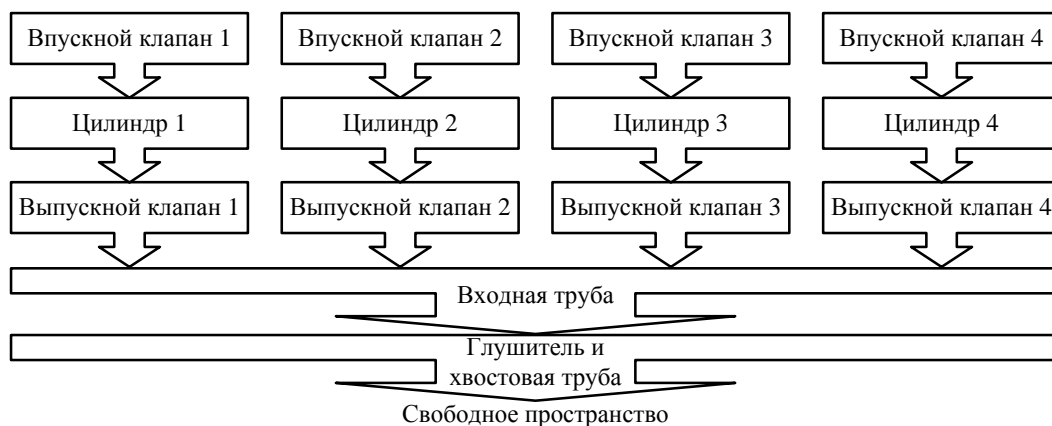 Впускной клапан 1
Впускной клапан 2
Впускной клапан 3
Впускной клапан 4
Цилиндр 1
Цилиндр 2
Цилиндр 3
Цилиндр 4
Выпускной клапан 1
Выпускной клапан 2
Выпускной клапан 3
Выпускной клапан 4
Входная труба
Глушитель и
хвостовая труба
Свободное пространство